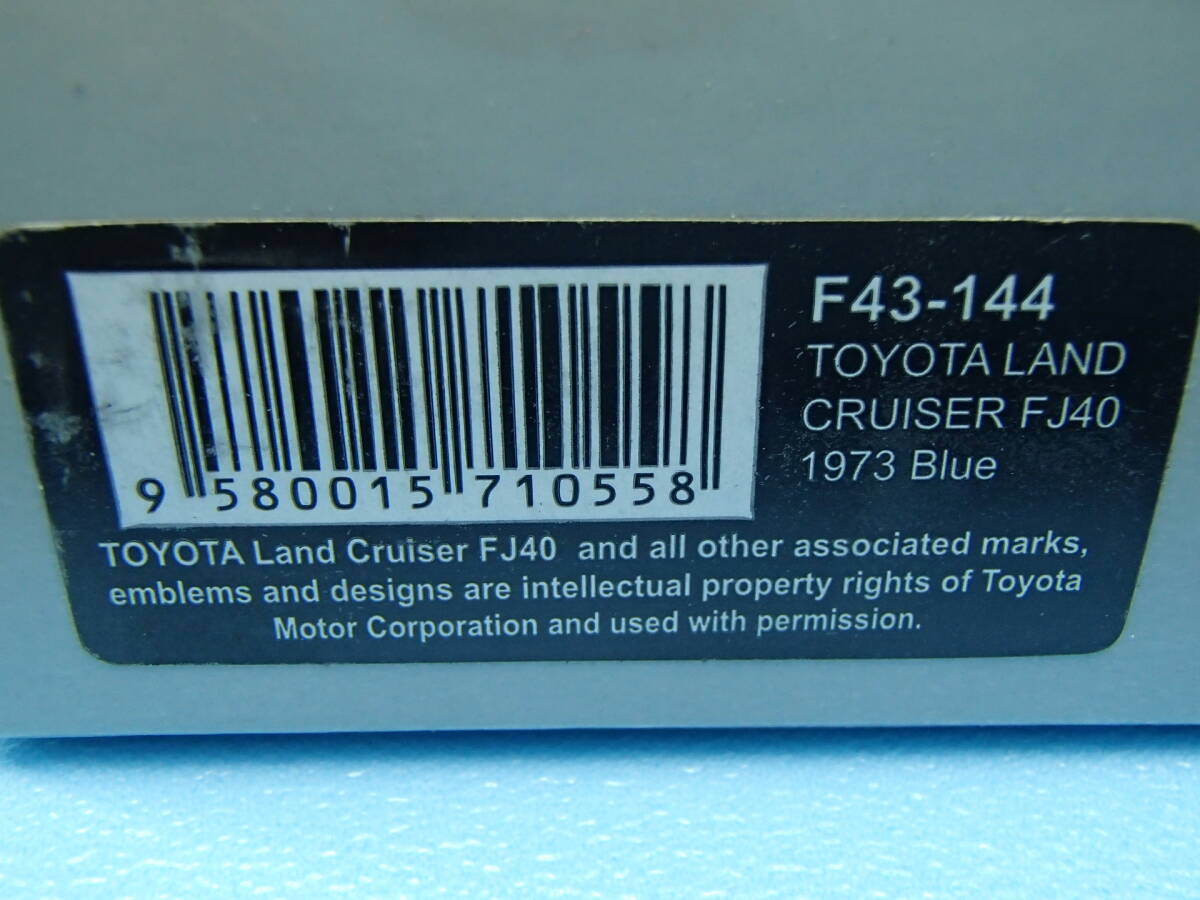 F43-144
TOYOTA LAND
CRUISER FJ40
1973 Blue
9 580015 710558
TOYOTA Land Cruiser FJ40 and all other associated marks,
emblems and designs are intellectual property rights of Toyota
Motor Corporation and used with permission.